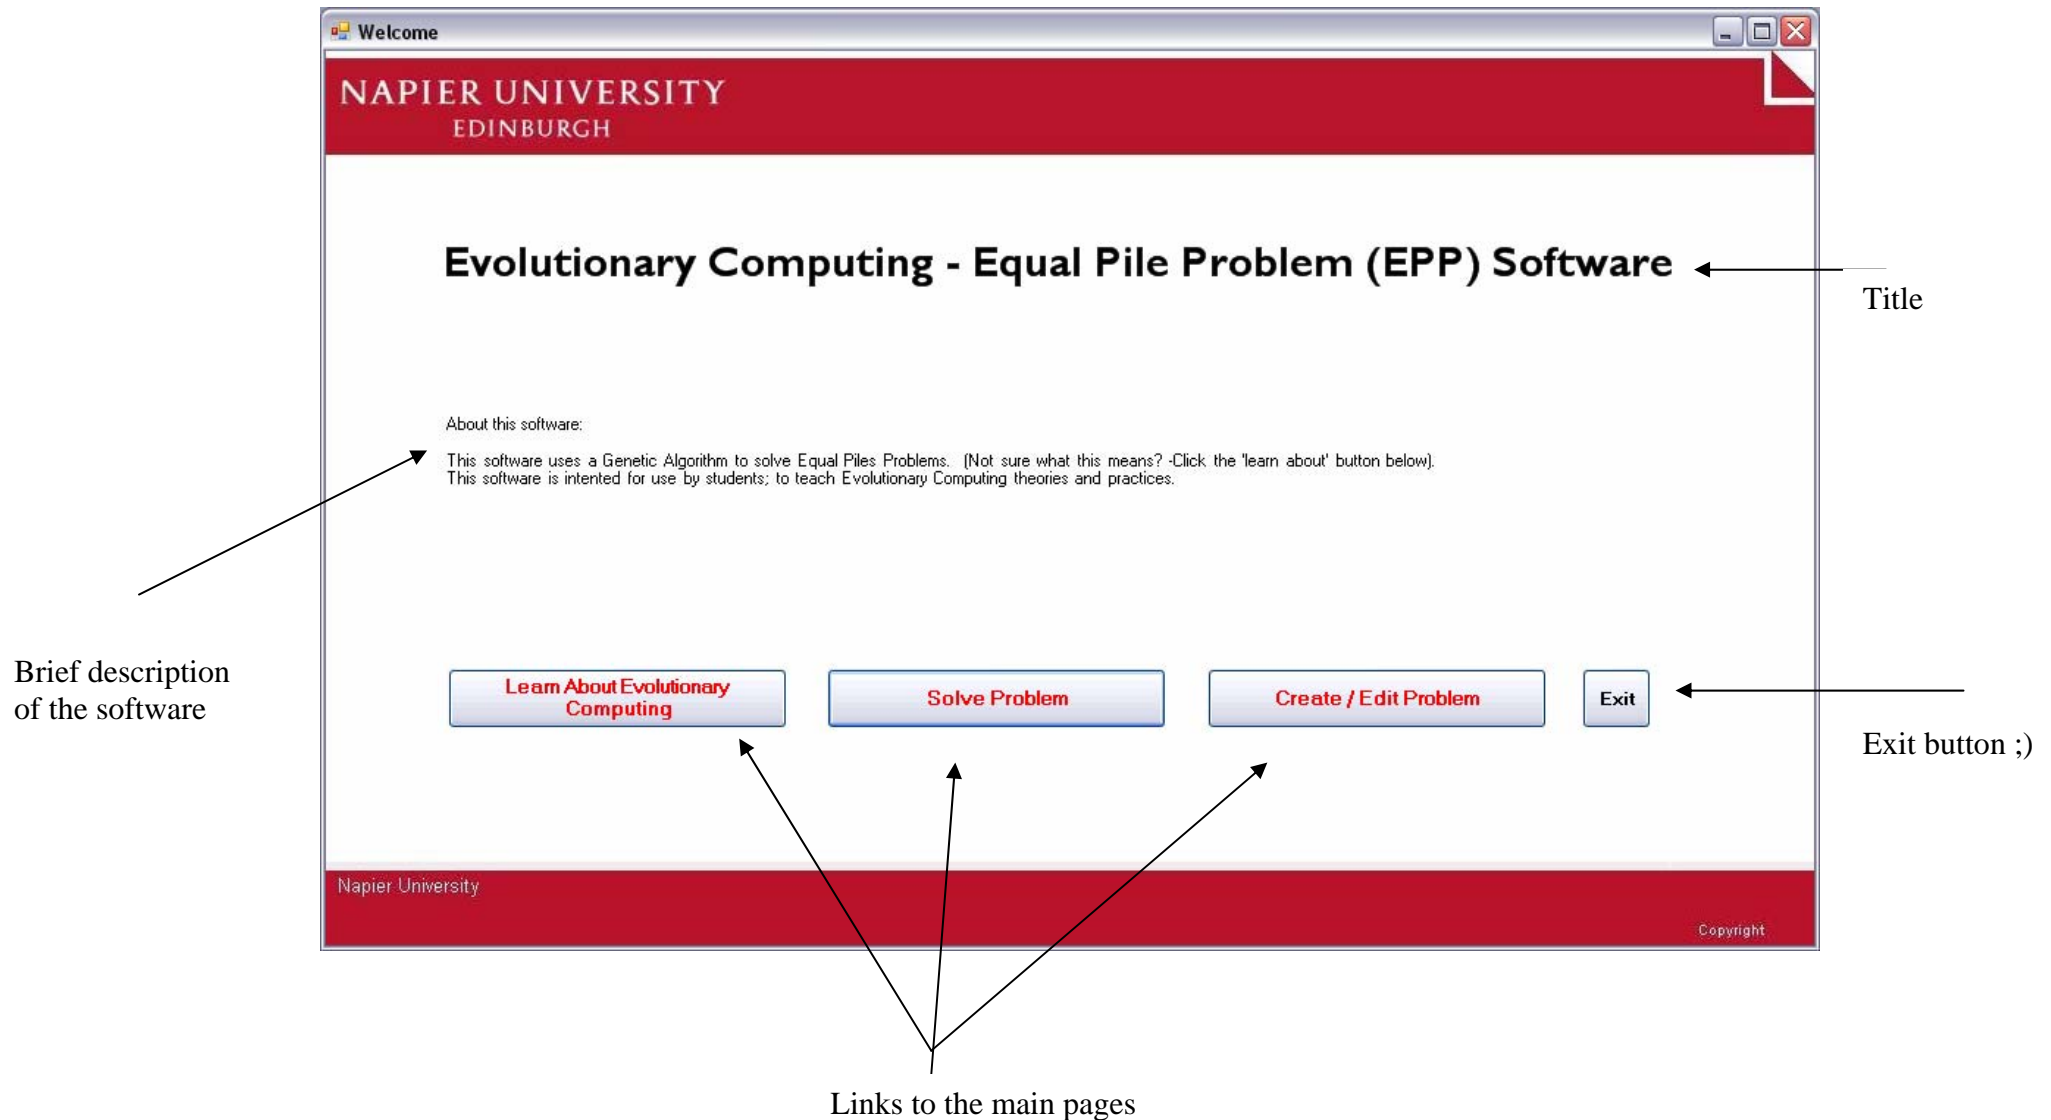 Welcome
NAPIER UNIVERSITY
EDINBURGH
Evolutionary Computing - Equal Pile Problem (EPP) Software
Title
About this software:
This software uses a Genetic Algorithm to solve Equal Piles Problems. (Not sure what this means? -Click the 'learn about' button below).
This software is intented for use by students; to teach Evolutionary Computing theories and practices.
Brief description
of the software
Learn About Evolutionary
Computing
Solve Problem
Create / Edit Problem
Exit
Exit button ;)
Napier University
Copyright
Links to the main pages